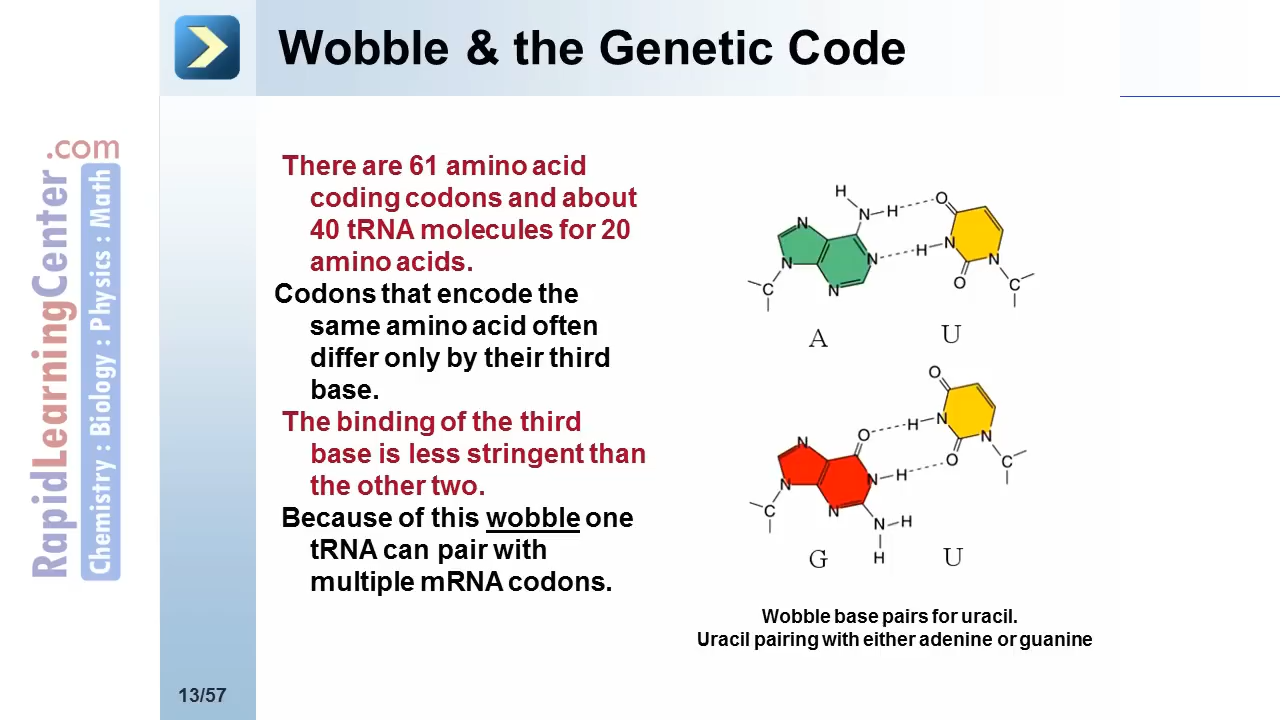 Wobble & the Genetic Code
RapidLearningCenter.com
Chemistry : Biology : Physics : Math
There are 61 amino acid
coding codons and about
40 tRNA molecules for 20
amino acids.
Codons that encode the
same amino acid often
differ only by their third
base.
The binding of the third
base is less stringent than
the other two.
Because of this wobble one
tRNA can pair with
multiple mRNA codons.
H
N H O
N
N H N
N N
N C
C O
A U
O
O H N
N
N H O N
N C
C N
N H
H
G U
Wobble base pairs for uracil.
Uracil pairing with either adenine or guanine
13/57